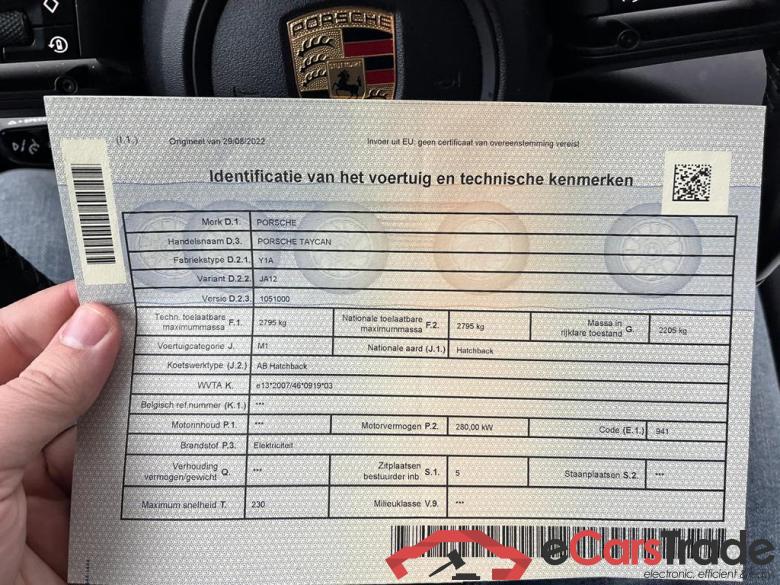 PORSCHE
STUTTGART
(I.1.) Origineel van 29/08/2022 Invoer uit EU: geen certificaat van overeenstemming vereist
Identificatie van het voertuig en technische kenmerken
Merk D.1. PORSCHE
Handelsnaam D.3. PORSCHE TAYCAN
Fabriekstype D.2.1. Y1A
Variant D.2.2. JA12
Versie D.2.3. 1051000
Techn. toelaatbare maximummassa F.1. 2795 kg Nationale toelaatbare maximummassa F.2. 2795 kg Massa in rijklare toestand G. 2205 kg
Voertuigcategorie J. M1 Nationale aard (J.1.) Hatchback
Koetswerktype (J.2.) AB Hatchback
WVTA K. e13*2007/46*0919*03
Belgisch ref.nummer (K.1.) ***
Motorinhoud P.1. *** Motorvermogen P.2. 280,00 kW Code (E.1.) 941
Brandstof P.3. Elektriciteit
Verhouding vermogen/gewicht Q. *** Zitplaatsen bestuurder inb S.1. 5 Staanplaatsen S.2. ***
Maximum snelheid T. 230 Milieuklasse V.9. ***
eCarsTrade
electronic, efficient